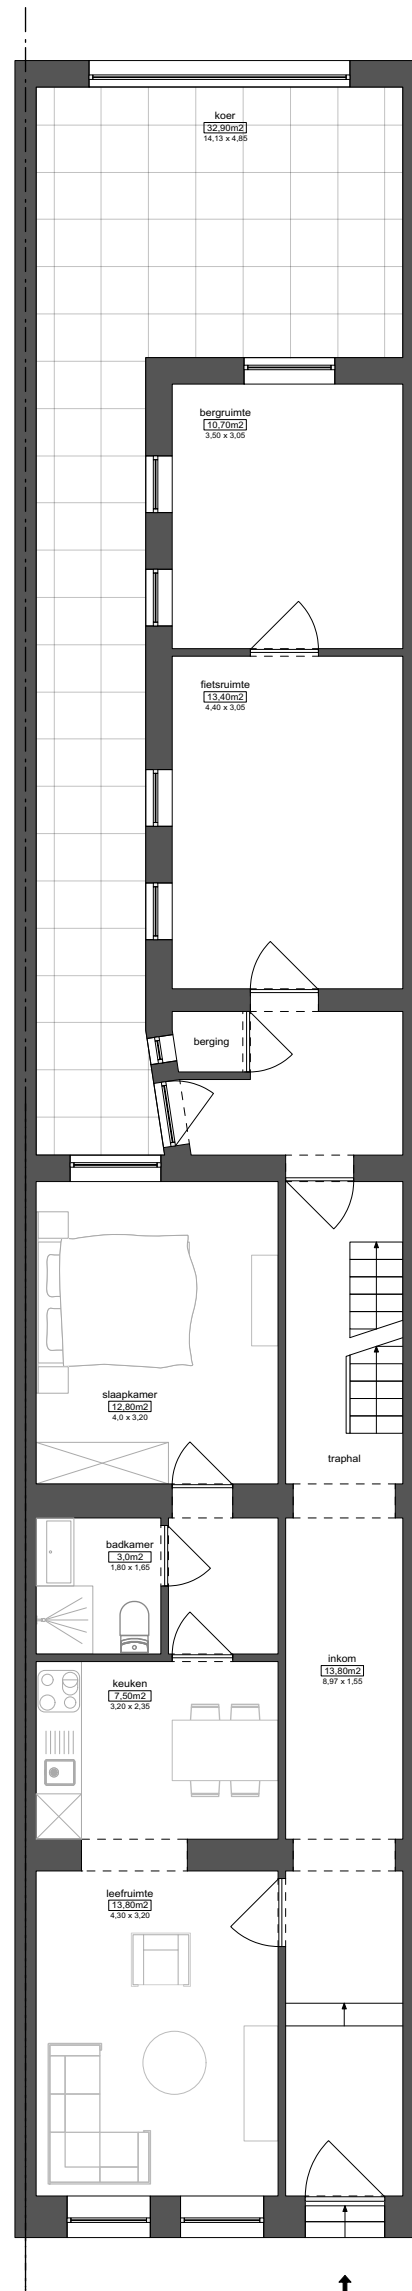 koer
32,90m2
14,13 x 4,85
bergruimte
10,70m2
3,50 x 3,05
fietsruimte
13,40m2
4,40 x 3,05
berging
slaapkamer
12,80m2
4,0 x 3,20
traphal
badkamer
3,0m2
1,80 x 1,65
inkom
13,80m2
8,97 x 1,55
keuken
7,50m2
3,20 x 2,35
leefruimte
13,80m2
4,30 x 3,20